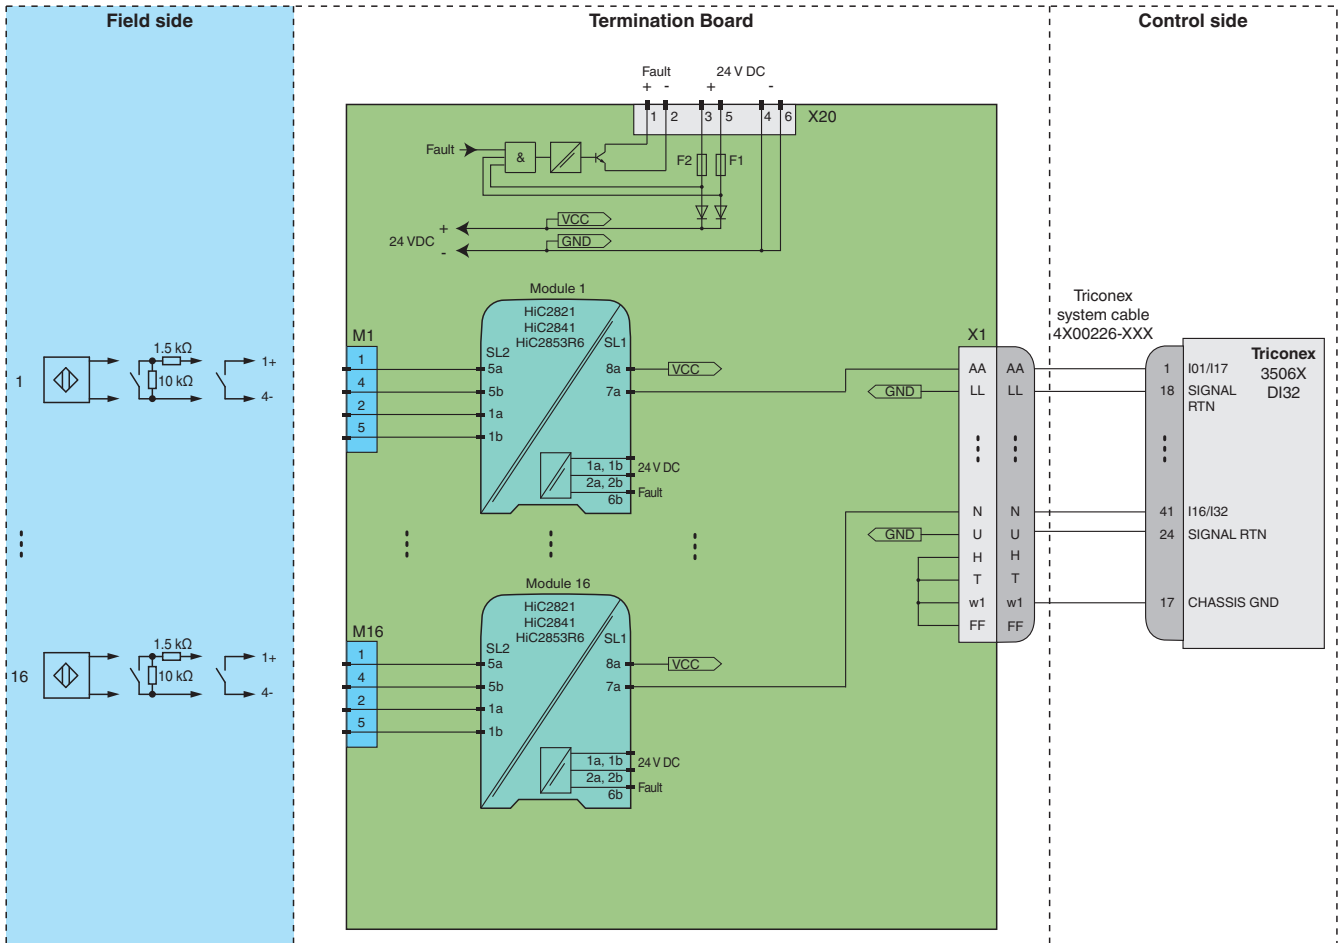 Field side
Termination Board
Control side
Fault
24 V DC
+ - + -
1 2 3 5 4 6
X20
Fault
&
F2
F1
VCC
+
24 VDC
-
GND
Triconex
system cable
4X00226-XXX
Module 1
HiC2821
HiC2841
HiC2853R6
SL2
SL1
M1
1
4
2
5
5a
5b
1a
1b
8a
7a
VCC
1a, 1b
2a, 2b
6b
24 V DC
Fault
1
1.5 kΩ
10 kΩ
1+
4-
X1
AA AA
LL LL
GND
N N
U U
GND
H H
T T
w1 w1
FF FF
Triconex
3506X
DI32
1 I01/I17
18 SIGNAL
RTN
41 I16/I32
24 SIGNAL RTN
17 CHASSIS GND
Module 16
HiC2821
HiC2841
HiC2853R6
SL2
SL1
M16
1
4
2
5
5a
5b
1a
1b
8a
7a
VCC
1a, 1b
2a, 2b
6b
24 V DC
Fault
16
1.5 kΩ
10 kΩ
1+
4-